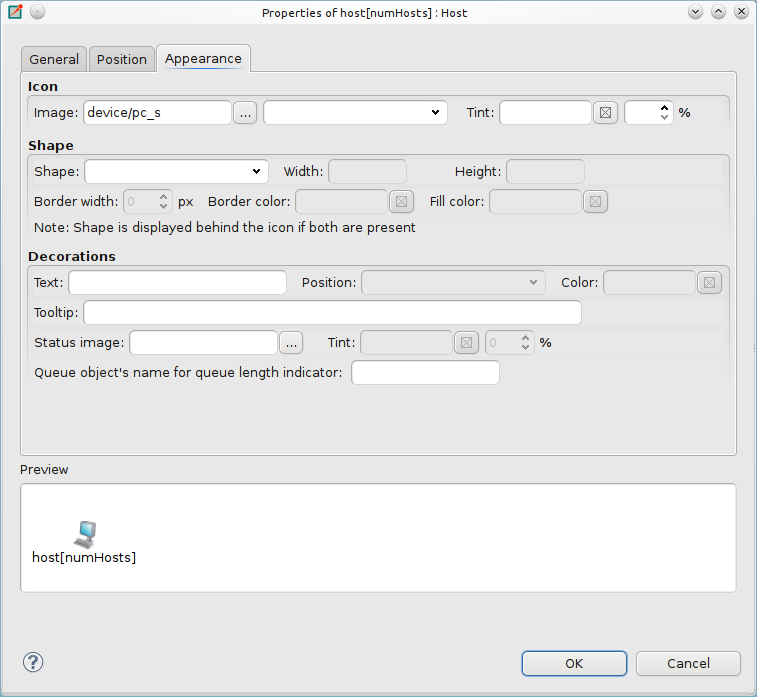 Properties of host[numHosts] : Host
General Position Appearance
Icon
Image: device/pc_s ... Tint: %
Shape
Shape: Width: Height:
Border width: 0 px Border color: Fill color:
Note: Shape is displayed behind the icon if both are present
Decorations
Text: Position: Color:
Tooltip:
Status image: ... Tint: 0 %
Queue object's name for queue length indicator:
Preview
host[numHosts]
? OK Cancel